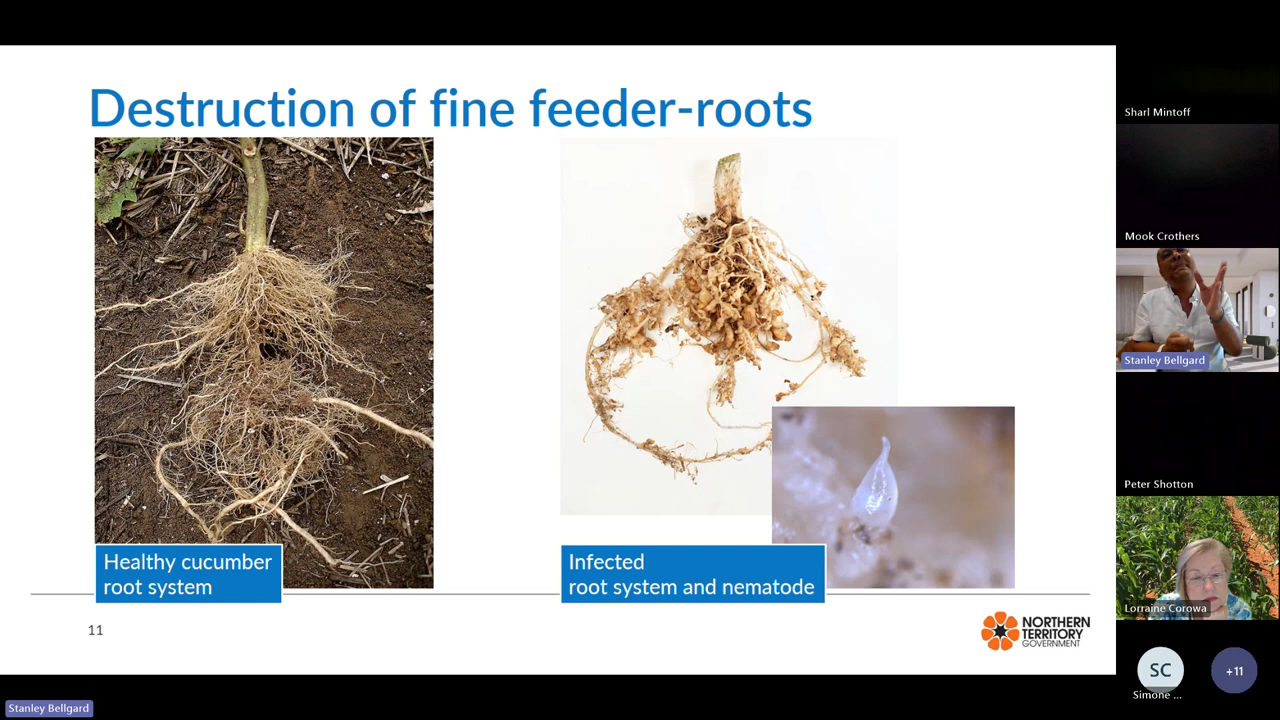 Destruction of fine feeder-roots
Healthy cucumber
root system
Infected
root system and nematode
11
NORTHERN
TERRITORY
GOVERNMENT
Sharl Mintoff
Mook Crothers
Stanley Bellgard
Peter Shotton
Lorraine Corowa
SC
+11
Simone ...
Stanley Bellgard